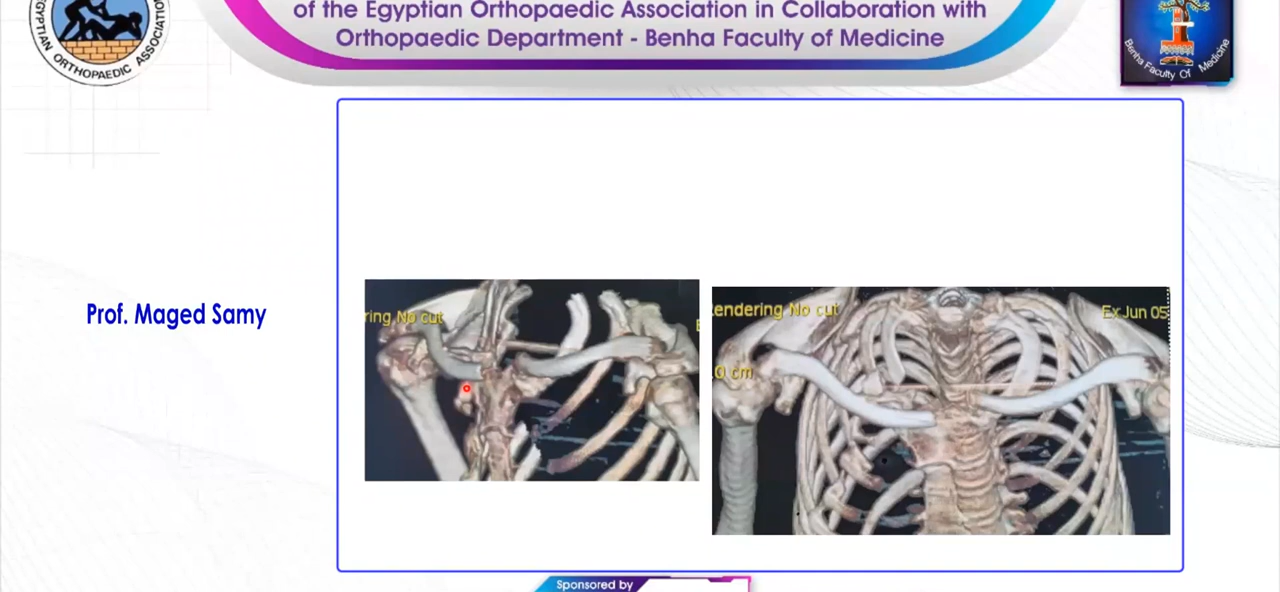 of the Egyptian Orthopaedic Association in Collaboration with
Orthopaedic Department - Benha Faculty of Medicine
EGYPTIAN ORTHOPAEDIC ASSOCIATION
Benha Faculty Of Medicine
Prof. Maged Samy
ring No cut
endering No cut
Ex: Jun 05
0 cm
Sponsored by